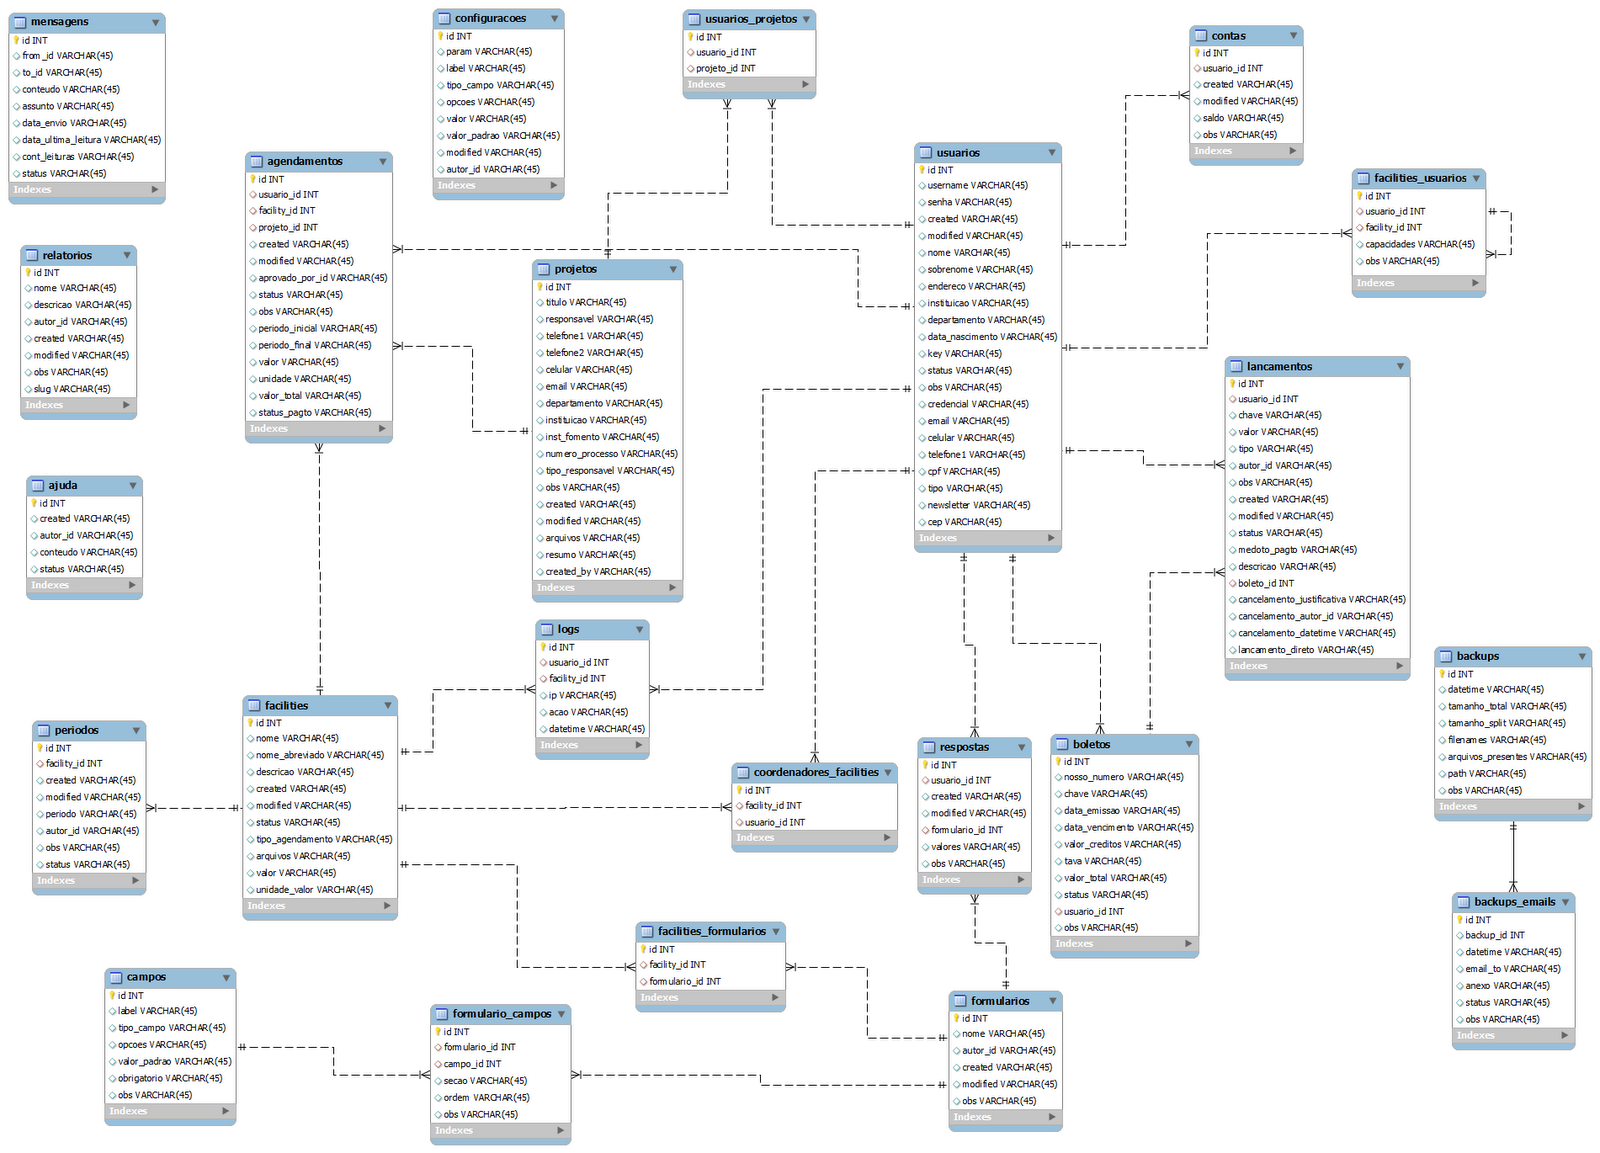 mensagens
id INT
from_id VARCHAR(45)
to_id VARCHAR(45)
conteudo VARCHAR(45)
assunto VARCHAR(45)
data_envio VARCHAR(45)
data_ultima_leitura VARCHAR(45)
cont_leituras VARCHAR(45)
status VARCHAR(45)
Indexes
configuracoes
id INT
param VARCHAR(45)
label VARCHAR(45)
tipo_campo VARCHAR(45)
opcoes VARCHAR(45)
valor VARCHAR(45)
valor_padrao VARCHAR(45)
modified VARCHAR(45)
autor_id VARCHAR(45)
Indexes
usuarios_projetos
id INT
usuario_id INT
projeto_id INT
Indexes
contas
id INT
usuario_id INT
created VARCHAR(45)
modified VARCHAR(45)
saldo VARCHAR(45)
obs VARCHAR(45)
Indexes
agendamentos
id INT
usuario_id INT
facility_id INT
projeto_id INT
created VARCHAR(45)
modified VARCHAR(45)
aprovado_por_id VARCHAR(45)
status VARCHAR(45)
obs VARCHAR(45)
periodo_inicial VARCHAR(45)
periodo_final VARCHAR(45)
valor VARCHAR(45)
unidade VARCHAR(45)
valor_total VARCHAR(45)
status_pagto VARCHAR(45)
Indexes
usuarios
id INT
username VARCHAR(45)
senha VARCHAR(45)
created VARCHAR(45)
modified VARCHAR(45)
nome VARCHAR(45)
sobrenome VARCHAR(45)
endereco VARCHAR(45)
instituicao VARCHAR(45)
departamento VARCHAR(45)
data_nascimento VARCHAR(45)
key VARCHAR(45)
status VARCHAR(45)
obs VARCHAR(45)
credencial VARCHAR(45)
email VARCHAR(45)
celular VARCHAR(45)
telefone1 VARCHAR(45)
cpf VARCHAR(45)
tipo VARCHAR(45)
newsletter VARCHAR(45)
cep VARCHAR(45)
Indexes
facilities_usuarios
id INT
usuario_id INT
facility_id INT
capacidades VARCHAR(45)
obs VARCHAR(45)
Indexes
relatorios
id INT
nome VARCHAR(45)
descricao VARCHAR(45)
autor_id VARCHAR(45)
created VARCHAR(45)
modified VARCHAR(45)
obs VARCHAR(45)
slug VARCHAR(45)
Indexes
projetos
id INT
titulo VARCHAR(45)
responsavel VARCHAR(45)
telefone1 VARCHAR(45)
telefone2 VARCHAR(45)
celular VARCHAR(45)
email VARCHAR(45)
departamento VARCHAR(45)
instituicao VARCHAR(45)
inst_fomento VARCHAR(45)
numero_processo VARCHAR(45)
tipo_responsavel VARCHAR(45)
obs VARCHAR(45)
created VARCHAR(45)
modified VARCHAR(45)
arquivos VARCHAR(45)
resumo VARCHAR(45)
created_by VARCHAR(45)
Indexes
lancamentos
id INT
usuario_id INT
chave VARCHAR(45)
valor VARCHAR(45)
tipo VARCHAR(45)
autor_id VARCHAR(45)
obs VARCHAR(45)
created VARCHAR(45)
modified VARCHAR(45)
status VARCHAR(45)
medoto_pagto VARCHAR(45)
descricao VARCHAR(45)
boleto_id INT
cancelamento_justificativa VARCHAR(45)
cancelamento_autor_id VARCHAR(45)
cancelamento_datetime VARCHAR(45)
lancamento_direto VARCHAR(45)
Indexes
ajuda
id INT
created VARCHAR(45)
autor_id VARCHAR(45)
conteudo VARCHAR(45)
status VARCHAR(45)
Indexes
logs
id INT
usuario_id INT
facility_id INT
ip VARCHAR(45)
acao VARCHAR(45)
datetime VARCHAR(45)
Indexes
backups
id INT
datetime VARCHAR(45)
tamanho_total VARCHAR(45)
tamanho_split VARCHAR(45)
filenames VARCHAR(45)
arquivos_presentes VARCHAR(45)
path VARCHAR(45)
obs VARCHAR(45)
Indexes
facilities
id INT
nome VARCHAR(45)
nome_abreviado VARCHAR(45)
descricao VARCHAR(45)
created VARCHAR(45)
modified VARCHAR(45)
status VARCHAR(45)
tipo_agendamento VARCHAR(45)
arquivos VARCHAR(45)
valor VARCHAR(45)
unidade_valor VARCHAR(45)
Indexes
periodos
id INT
facility_id INT
created VARCHAR(45)
modified VARCHAR(45)
periodo VARCHAR(45)
autor_id VARCHAR(45)
obs VARCHAR(45)
status VARCHAR(45)
Indexes
coordenadores_facilities
id INT
facility_id INT
usuario_id INT
Indexes
respostas
id INT
usuario_id INT
created VARCHAR(45)
modified VARCHAR(45)
formulario_id INT
valores VARCHAR(45)
obs VARCHAR(45)
Indexes
boletos
id INT
nosso_numero VARCHAR(45)
chave VARCHAR(45)
data_emissao VARCHAR(45)
data_vencimento VARCHAR(45)
valor_creditos VARCHAR(45)
tava VARCHAR(45)
valor_total VARCHAR(45)
status VARCHAR(45)
usuario_id INT
obs VARCHAR(45)
Indexes
backups_emails
id INT
backup_id INT
datetime VARCHAR(45)
email_to VARCHAR(45)
anexo VARCHAR(45)
status VARCHAR(45)
obs VARCHAR(45)
Indexes
facilities_formularios
id INT
facility_id INT
formulario_id INT
Indexes
campos
id INT
label VARCHAR(45)
tipo_campo VARCHAR(45)
opcoes VARCHAR(45)
valor_padrao VARCHAR(45)
obrigatorio VARCHAR(45)
obs VARCHAR(45)
Indexes
formulario_campos
id INT
formulario_id INT
campo_id INT
secao VARCHAR(45)
ordem VARCHAR(45)
obs VARCHAR(45)
Indexes
formularios
id INT
nome VARCHAR(45)
autor_id VARCHAR(45)
created VARCHAR(45)
modified VARCHAR(45)
obs VARCHAR(45)
Indexes